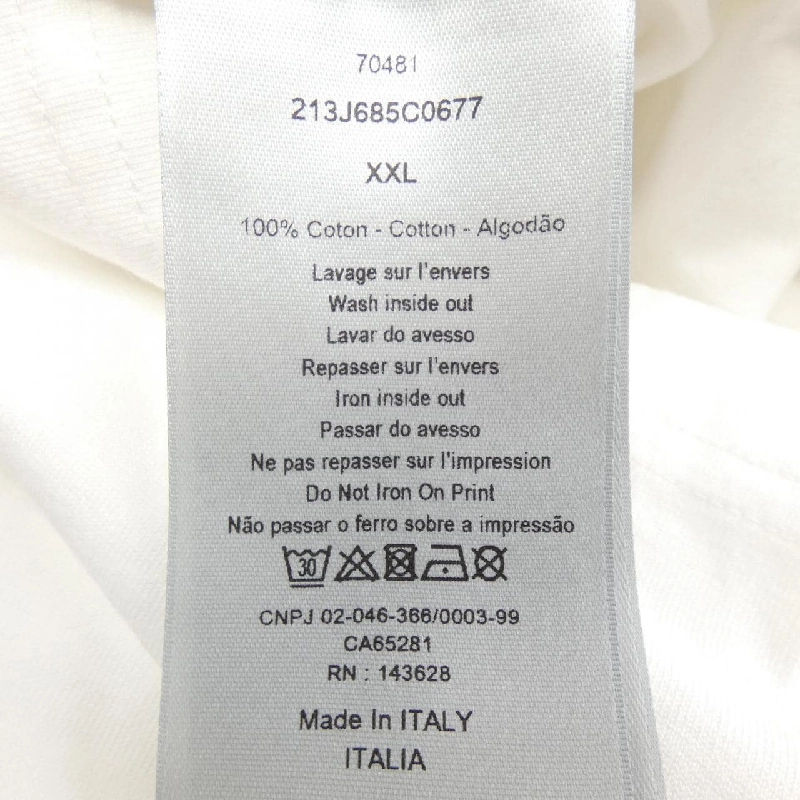 70481
213J685C0677
XXL
100% Coton - Cotton - Algodão
Lavage sur l'envers
Wash inside out
Lavar do avesso
Repasser sur l'envers
Iron inside out
Passar do avesso
Ne pas repasser sur l'impression
Do Not Iron On Print
Não passar o ferro sobre a impressão
30
CNPJ 02-046-366/0003-99
CA65281
RN : 143628
Made In ITALY
ITALIA